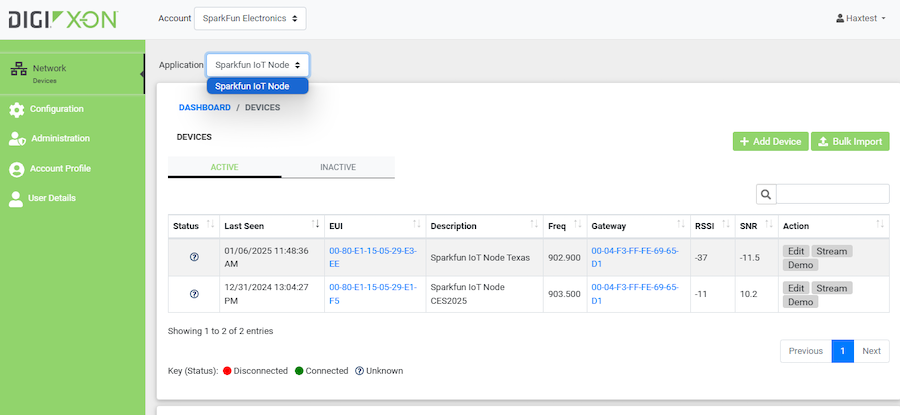 DIGI X-ON
Account SparkFun Electronics
Haxtest
Network
Devices
Configuration
Administration
Account Profile
User Details
Application Sparkfun IoT Node
Sparkfun IoT Node
DASHBOARD / DEVICES
DEVICES
Add Device Bulk Import
ACTIVE INACTIVE
Status Last Seen EUI Description Freq Gateway RSSI SNR Action
01/06/2025 11:48:36 AM 00-80-E1-15-05-29-E3-EE Sparkfun IoT Node Texas 902.900 00-04-F3-FF-FE-69-65-D1 -37 -11.5 Edit Stream Demo
12/31/2024 13:04:27 PM 00-80-E1-15-05-29-E1-F5 Sparkfun IoT Node CES2025 903.500 00-04-F3-FF-FE-69-65-D1 -11 10.2 Edit Stream Demo
Showing 1 to 2 of 2 entries
Previous 1 Next
Key (Status): Disconnected Connected Unknown